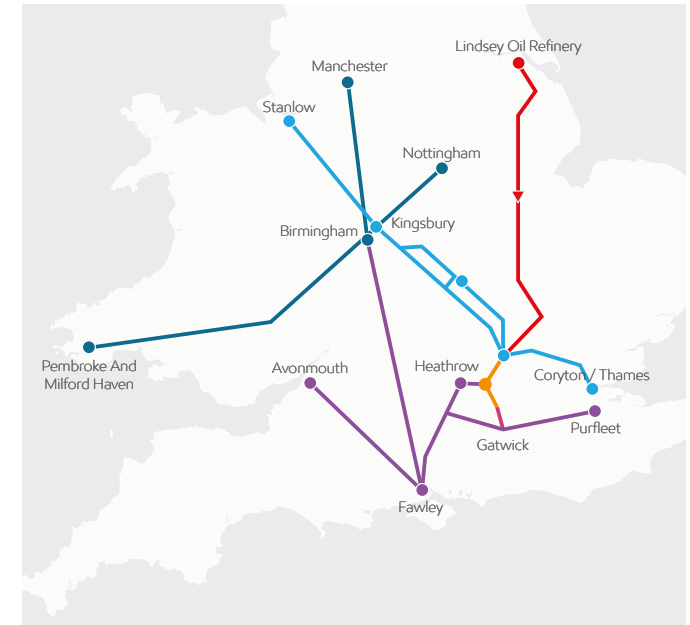 Lindsey Oil Refinery
Manchester
Stanlow
Nottingham
Kingsbury
Birmingham
Pembroke And
Milford Haven
Avonmouth
Heathrow
Coryton / Thames
Purfleet
Gatwick
Fawley